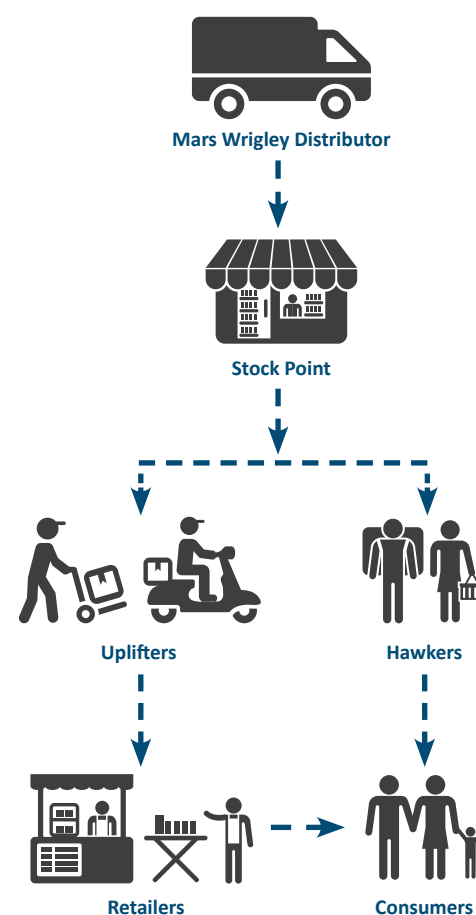 Mars Wrigley Distributor
Stock Point
Uplifters
Hawkers
Retailers
Consumers